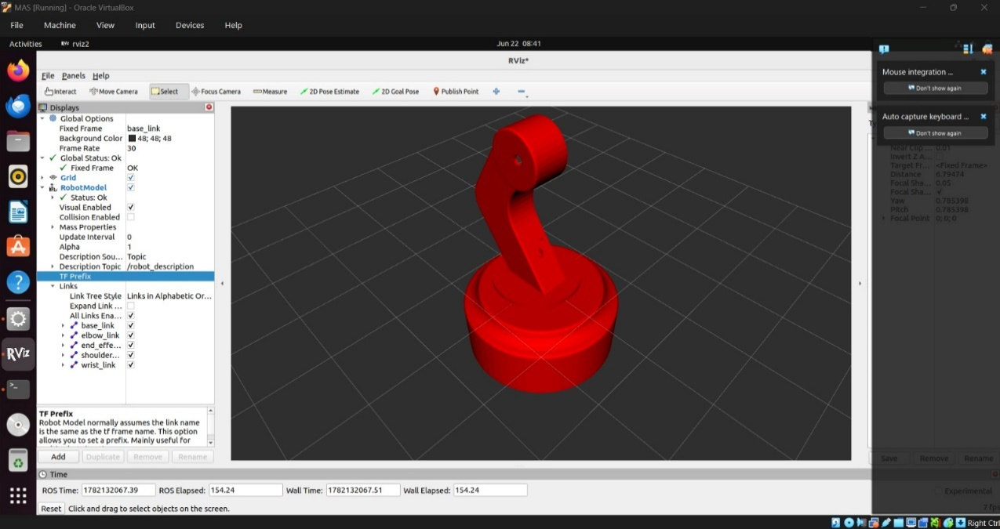 MAS [Running] - Oracle VirtualBox
File Machine View Input Devices Help
Activities rviz2 Jun 22 08:41
RViz*
File Panels Help
Interact Move Camera Select Focus Camera Measure 2D Pose Estimate 2D Goal Pose Publish Point
Displays
Global Options
Fixed Frame base_link
Background Color 48; 48; 48
Frame Rate 30
Global Status: Ok
Fixed Frame OK
Grid
RobotModel
Status: Ok
Visual Enabled
Collision Enabled
Mass Properties
Update Interval 0
Alpha 1
Description Sou... Topic
Description Topic /robot_description
TF Prefix
Links
Link Tree Style Links in Alphabetic Or...
Expand Link ...
All Links Ena...
base_link
elbow_link
end_effe...
shoulder...
wrist_link
TF Prefix
Robot Model normally assumes the link name
is the same as the tf frame name. This option
allows you to set a prefix. Mainly useful for
Add Duplicate Remove Rename
Mouse integration ...
Don't show again
Auto capture keyboard ...
Don't show again
Near Clip ... 0.01
Invert Z A...
Target Fr... <Fixed Frame>
Distance 6.79474
Focal Sha... 0.05
Focal Sha...
Yaw 0.785398
Pitch 0.785398
Focal Point 0; 0; 0
Save Remove Rename
Time
ROS Time: 1782132067.39 ROS Elapsed: 154.24 Wall Time: 1782132067.51 Wall Elapsed: 154.24
Experimental
Reset Click and drag to select objects on the screen.
7 fps
RViz
Right Ctrl